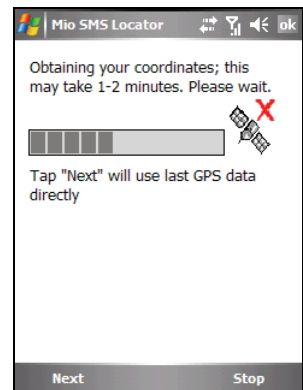 Mio SMS Locator ok
Obtaining your coordinates; this
may take 1-2 minutes. Please wait.
Tap "Next" will use last GPS data
directly
Next Stop